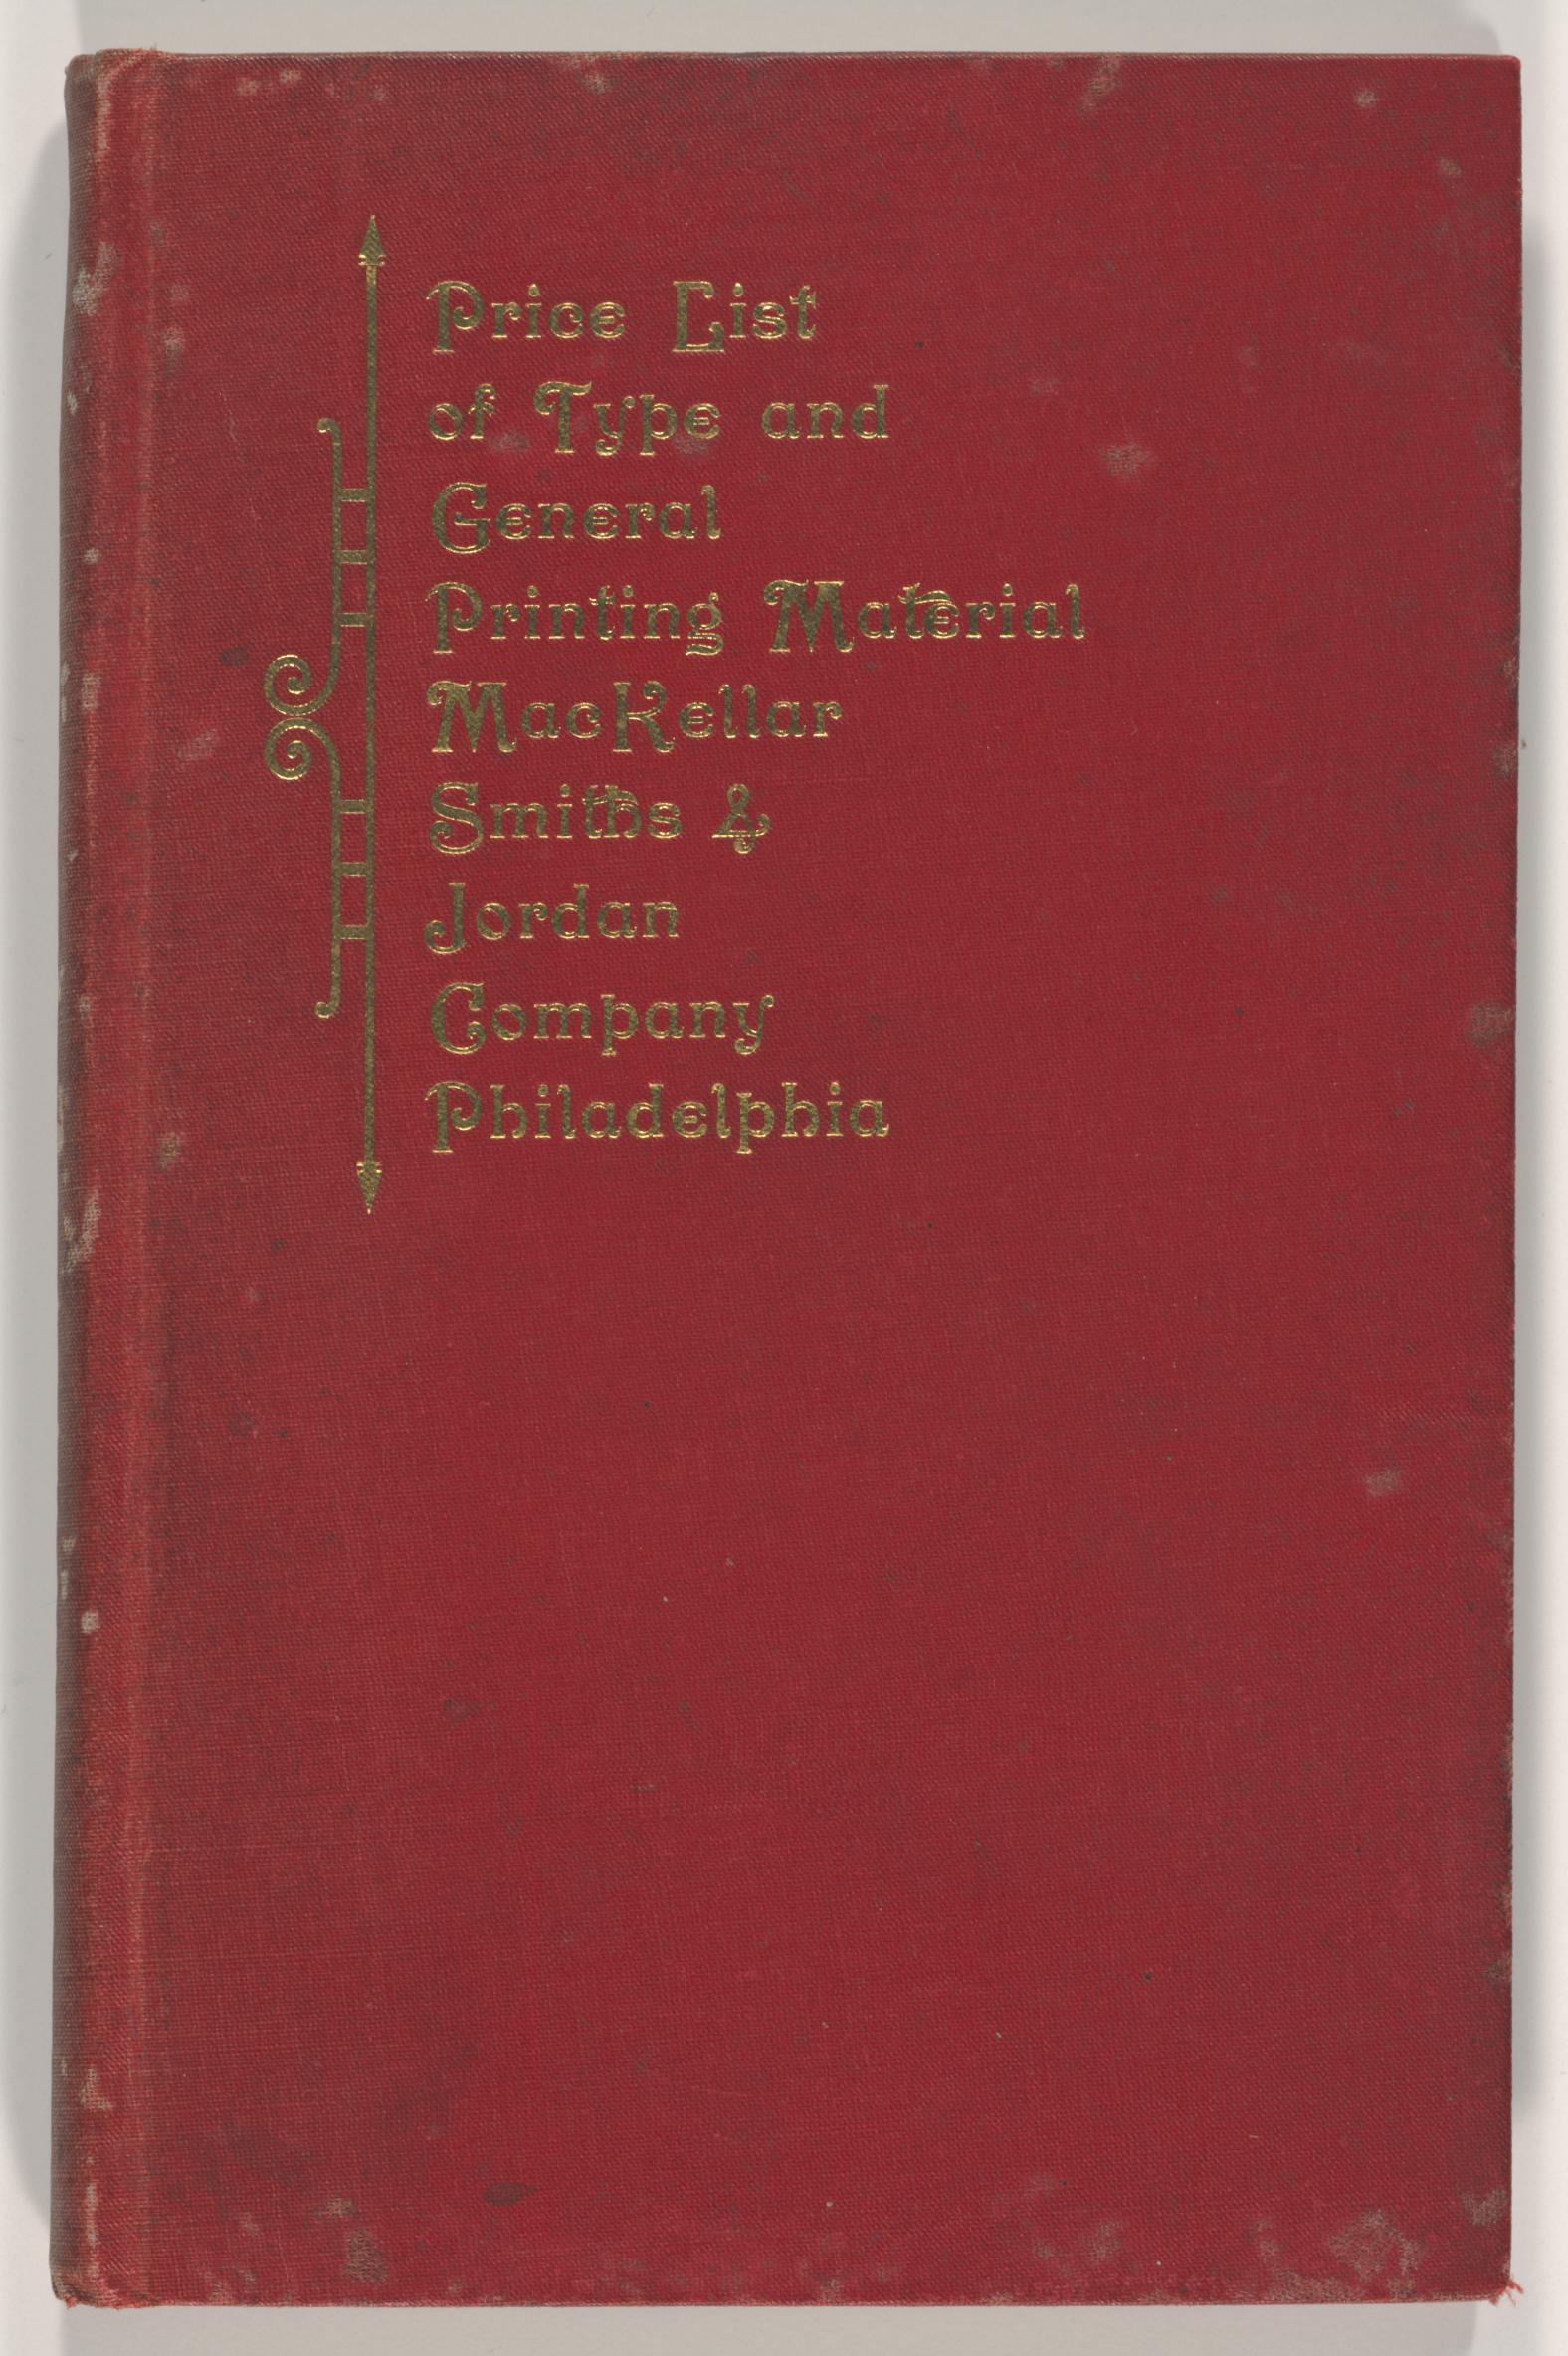 Price List
of Type and
General
Printing Material
MacKellar
Smiths &
Jordan
Company
Philadelphia